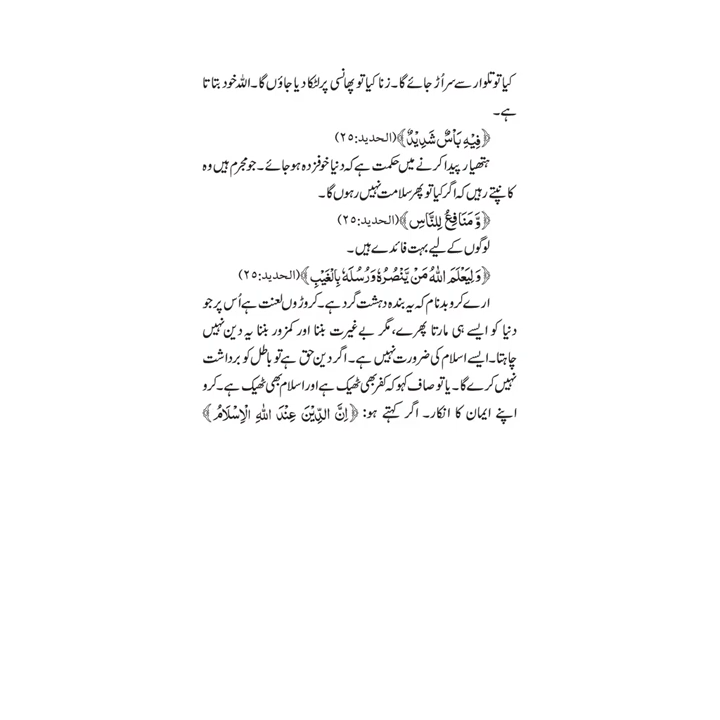 کیا تو تلوار سے سر اُڑ جائے گا۔ زنا کیا تو پھانسی پر لٹکا دیا جاؤں گا۔ اللہ خود بتاتا
ہے۔
﴿فِیْهِ بَاْسٌ شَدِیْدٌ﴾(الحدید:۲۵)
ہتھیار پیدا کرنے میں حکمت ہے کہ دنیا خوفزدہ ہو جائے۔ جو مجرم ہیں وہ
کانپتے رہیں کہ اگر کیا تو پھر سلامت نہیں رہوں گا۔
﴿وَّ مَنَافِعُ لِلنَّاسِ﴾(الحدید:۲۵)
لوگوں کے لیے بہت فائدے ہیں۔
﴿وَ لِیَعْلَمَ اللّٰهُ مَنْ یَّنْصُرُهٗ وَ رُسُلَهٗ بِالْغَیْبِ﴾(الحدید:۲۵)
ارے کرو بدنام کہ یہ بندہ دہشت گرد ہے۔ کروڑوں لعنت ہے اُس پر جو
دنیا کو ایسے ہی مارتا پھرے، مگر بے غیرت بننا اور کمزور بننا یہ دین نہیں
چاہتا۔ ایسے اسلام کی ضرورت نہیں ہے۔ اگر دین حق ہے تو باطل کو برداشت
نہیں کرے گا۔ یا تو صاف کہو کہ کفر بھی ٹھیک ہے اور اسلام بھی ٹھیک ہے۔ کرو
اپنے ایمان کا انکار۔ اگر کہتے ہو: ﴿اِنَّ الدِّیْنَ عِنْدَ اللّٰهِ الْاِسْلَامُ﴾